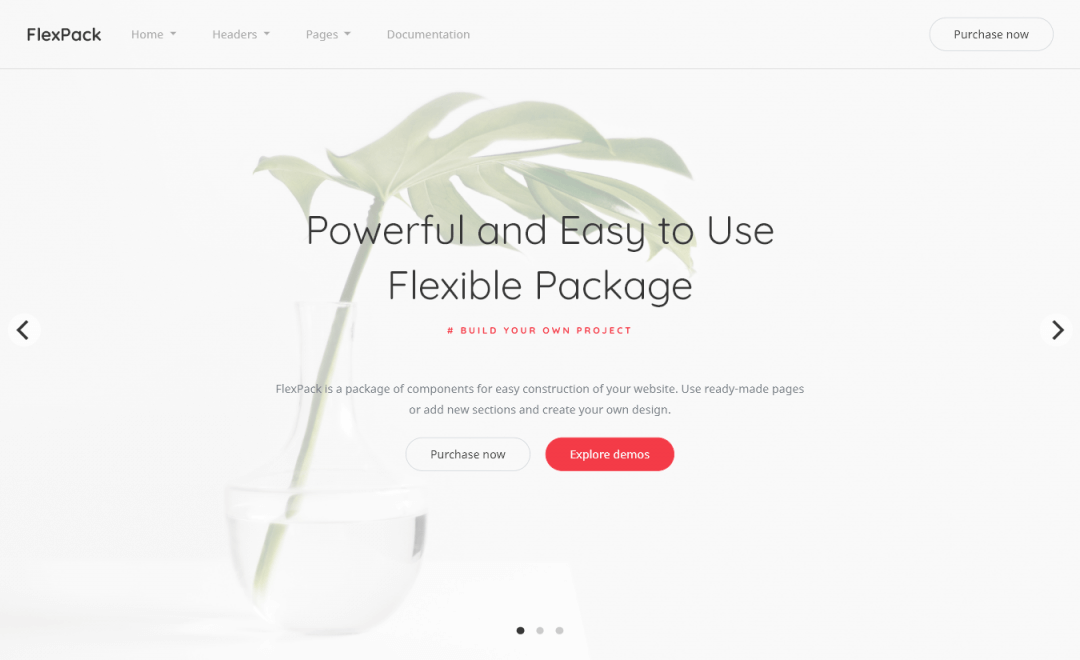 FlexPack
Home
Headers
Pages
Documentation
Purchase now
Powerful and Easy to Use
Flexible Package
# BUILD YOUR OWN PROJECT
FlexPack is a package of components for easy construction of your website. Use ready-made pages
or add new sections and create your own design.
Purchase now
Explore demos